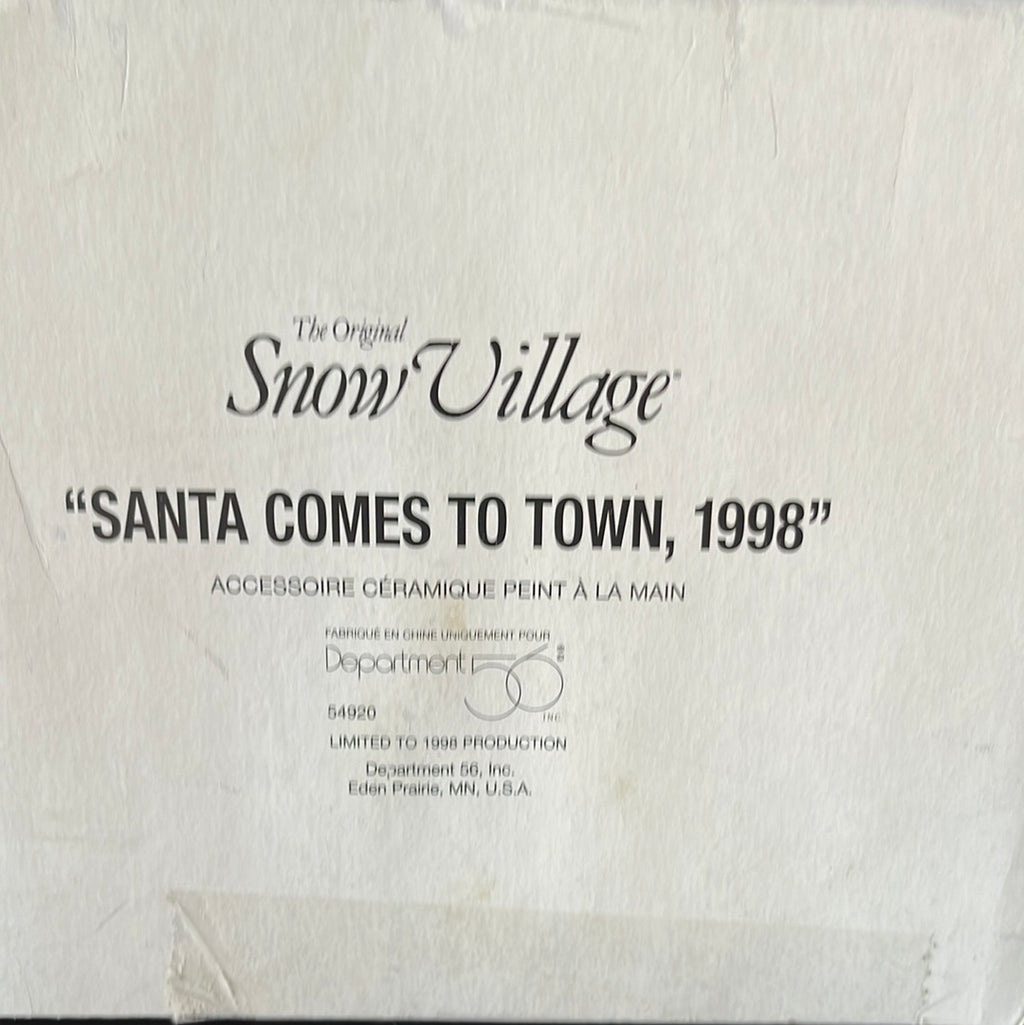 The Original
Snow Village
“SANTA COMES TO TOWN, 1998”
ACCESSOIRE CÉRAMIQUE PEINT À LA MAIN
FABRIQUÉ EN CHINE UNIQUEMENT POUR
Department 56
INC.
54920
LIMITED TO 1998 PRODUCTION
Department 56, Inc.
Eden Prairie, MN, U.S.A.